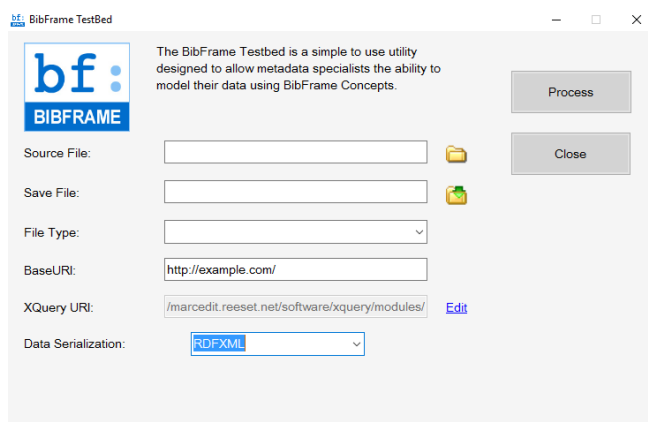 BibFrame TestBed
bf:
BIBFRAME
The BibFrame Testbed is a simple to use utility
designed to allow metadata specialists the ability to
model their data using BibFrame Concepts.
Process
Close
Source File:
Save File:
File Type:
BaseURI:
http://example.com/
XQuery URI:
/marcedit.reeset.net/software/xquery/modules/
Edit
Data Serialization:
RDFXML